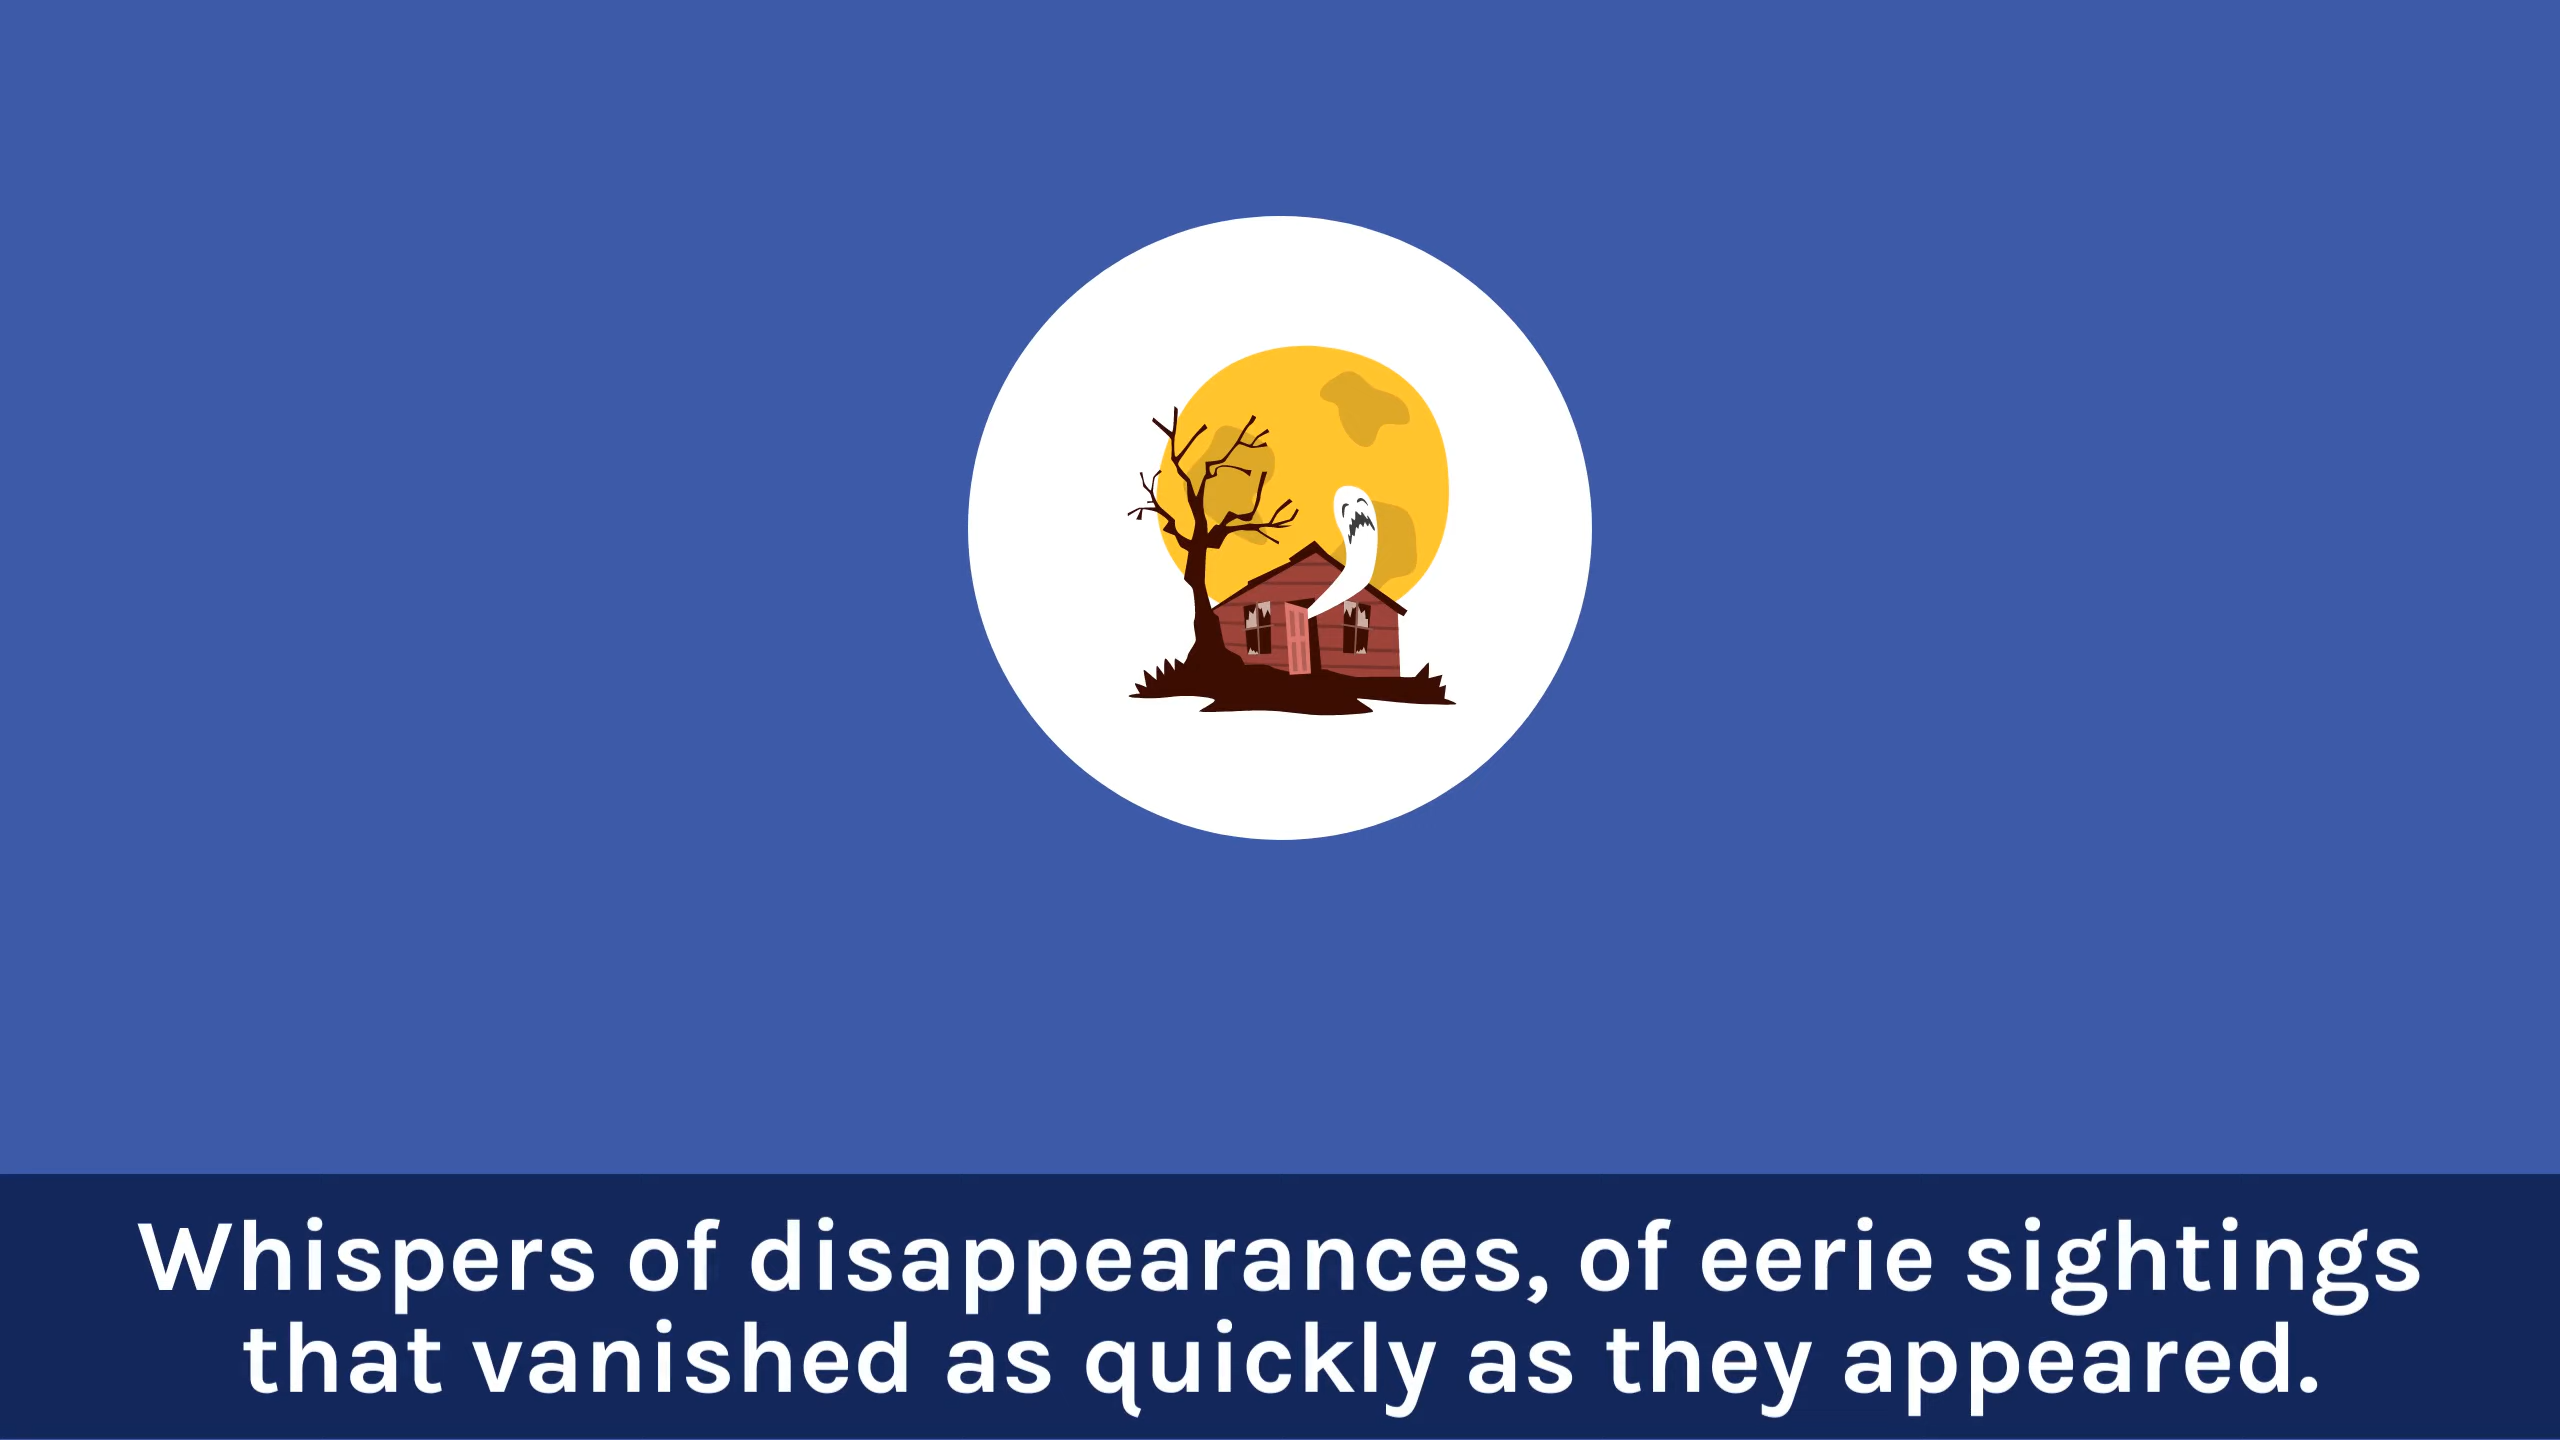 Whispers of disappearances, of eerie sightings
that vanished as quickly as they appeared.